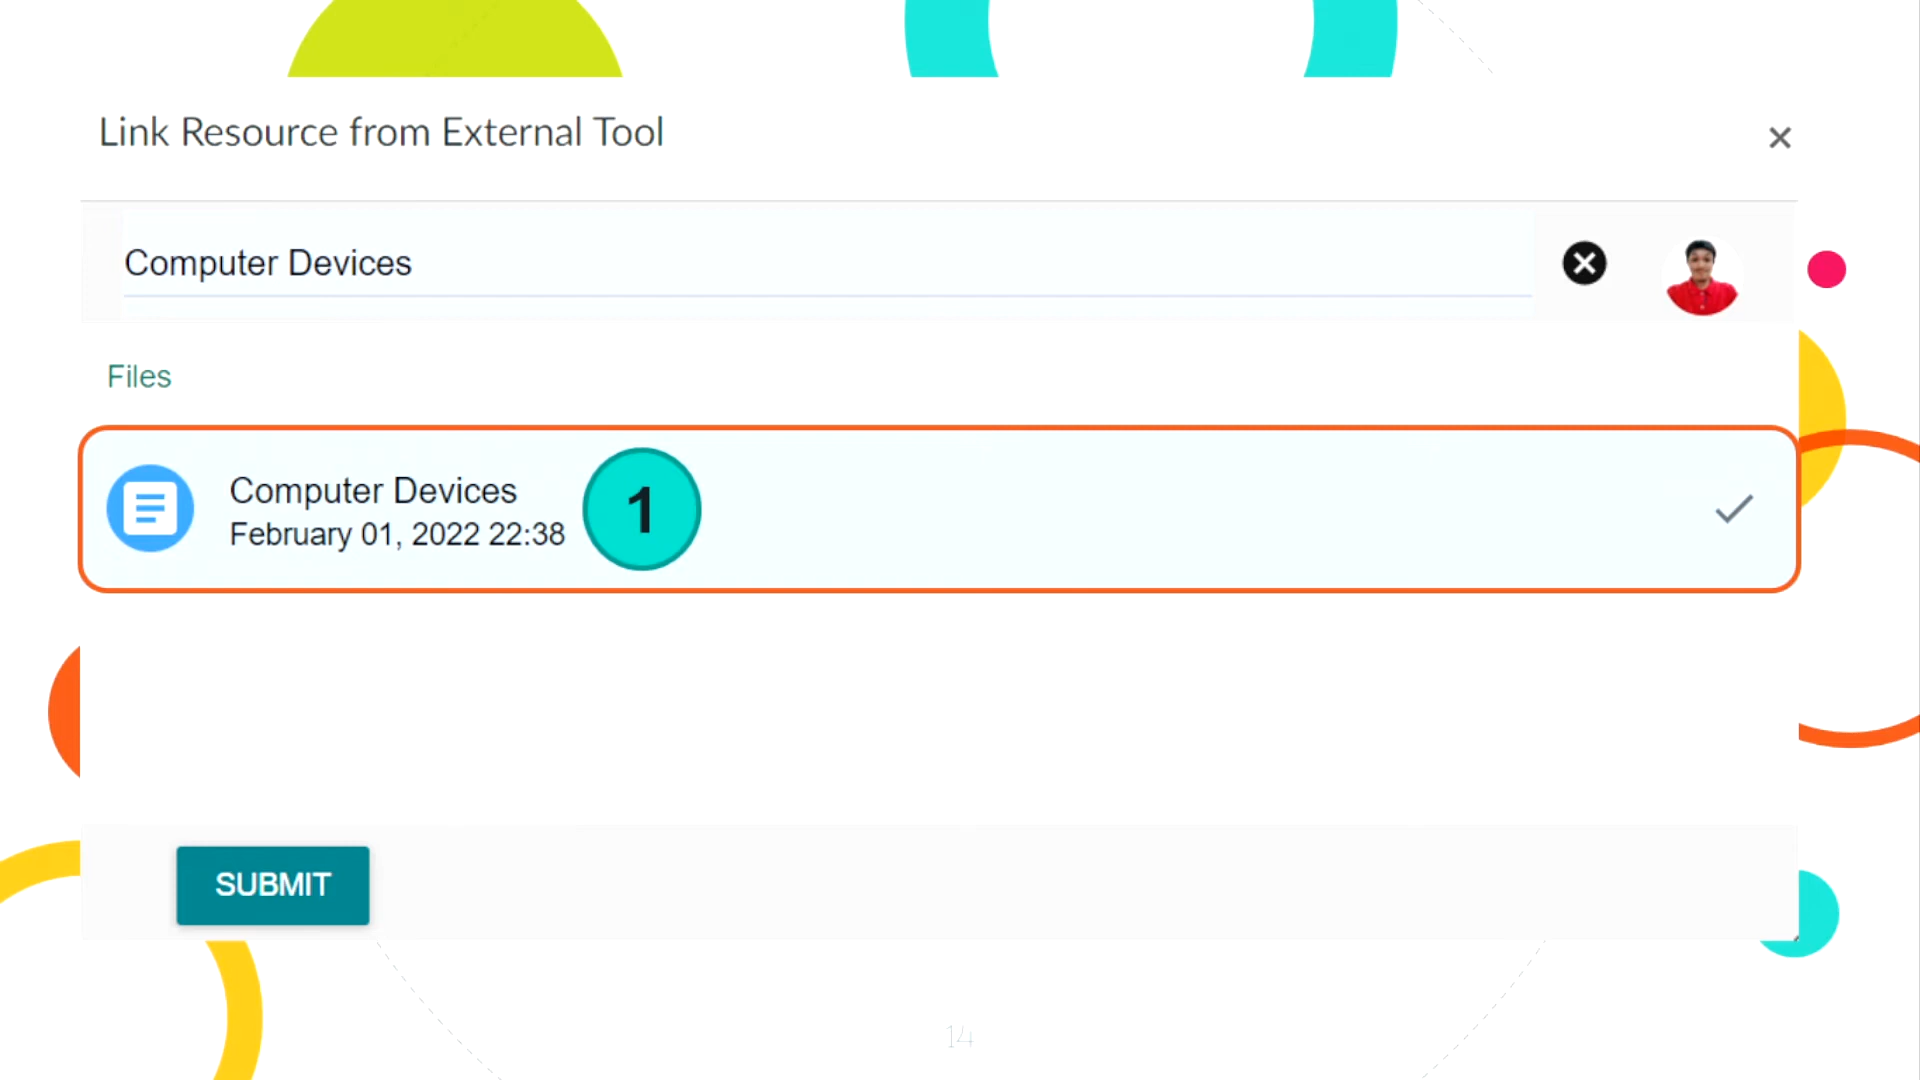 Link Resource from External Tool
Computer Devices
Files
Computer Devices
February 01, 2022 22:38
1
SUBMIT
14